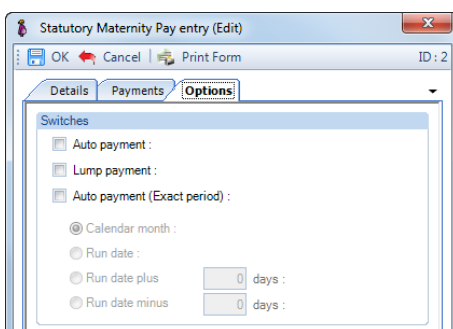 Statutory Maternity Pay entry (Edit)
OK Cancel Print Form ID : 2
Details Payments Options
Switches
Auto payment :
Lump payment :
Auto payment (Exact period) :
Calendar month :
Run date :
Run date plus 0 days :
Run date minus 0 days :